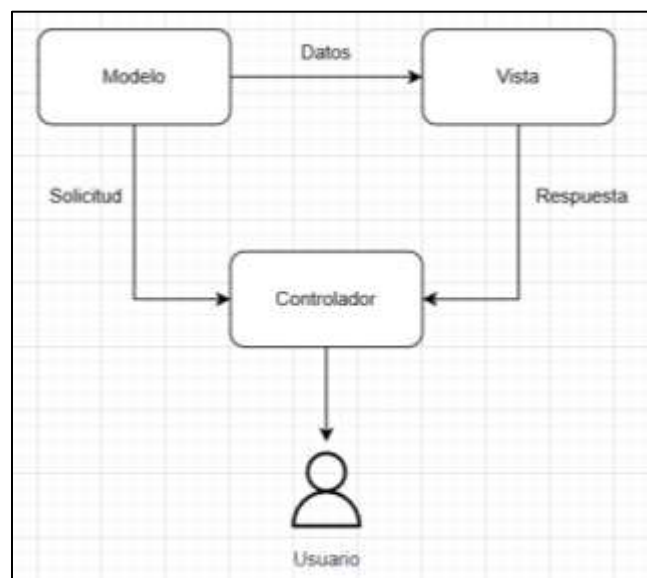 Datos
Modelo
Vista
Solicitud
Respuesta
Controlador
Usuario